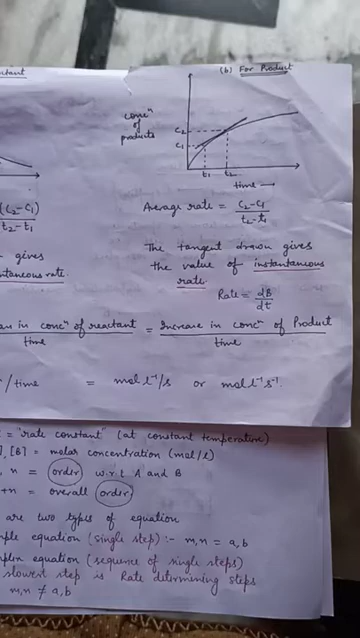 (b) For Product
concⁿ
of
products
C₂
C₁
t₁ t₂
time →
(C₂-C₁)
t₂-t₁
Average rate = C₂-C₁
t₂-t₁
gives
The tangent drawn gives
the value of instantaneous
rate.
Rate = dB
dt
in concⁿ of reactant = Increase in concⁿ of Product
time time
/time = mol l⁻¹/s or mol l⁻¹ s⁻¹.
= "rate constant" (at constant temperature)
, [B] = molar concentration (mol/l)
, n = order w.r.t A and B
+n = overall order
are two types of equation
equation (single step) :- m,n = a,b
equation (sequence of single steps)
slowest step is Rate determining steps
m,n ≠ a,b